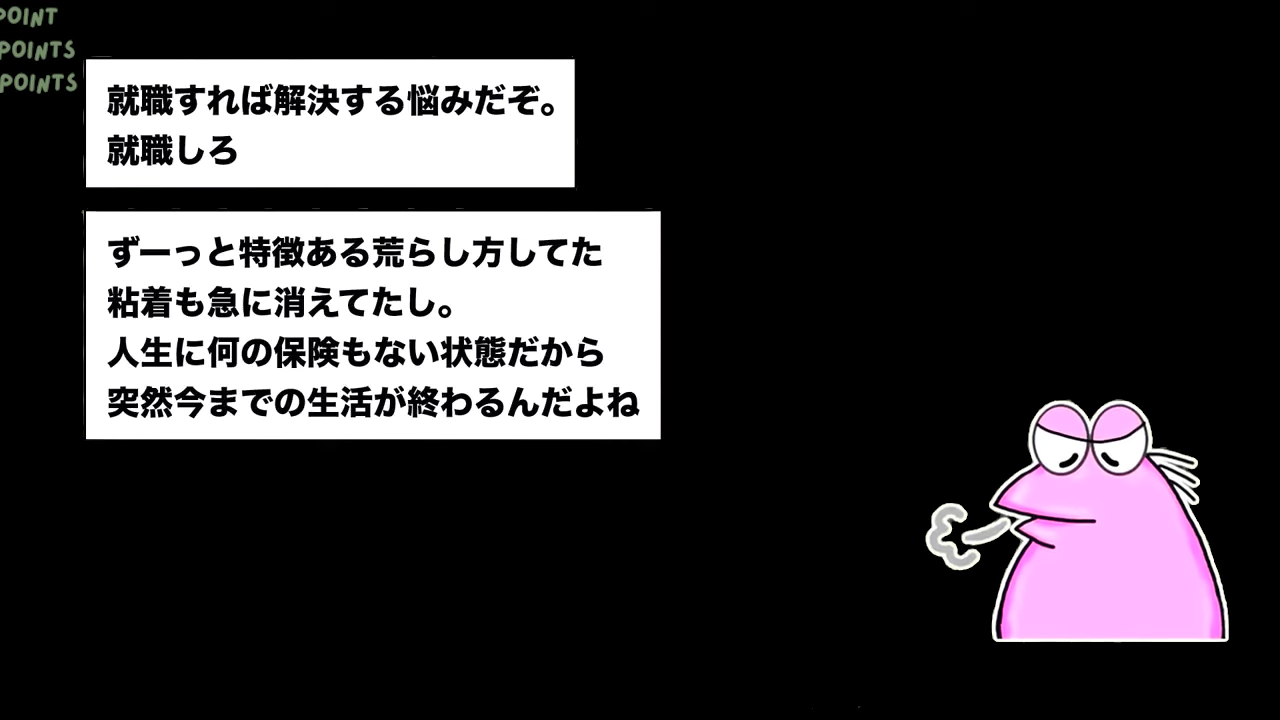 POINT
POINTS
POINTS
就職すれば解決する悩みだぞ。
就職しろ
ずーっと特徴ある荒らし方してた
粘着も急に消えてたし。
人生に何の保険もない状態だから
突然今までの生活が終わるんだよね